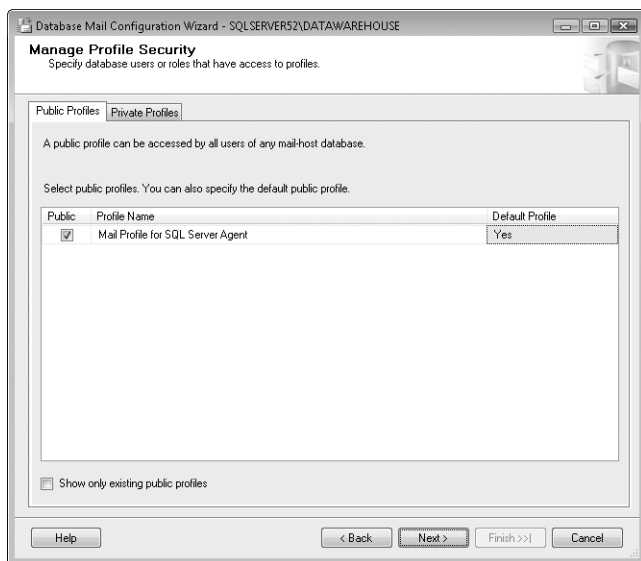 Database Mail Configuration Wizard - SQLSERVER52\DATAWAREHOUSE
Manage Profile Security
Specify database users or roles that have access to profiles.
Public Profiles
Private Profiles
A public profile can be accessed by all users of any mail-host database.
Select public profiles. You can also specify the default public profile.
Public Profile Name Default Profile
Mail Profile for SQL Server Agent Yes
Show only existing public profiles
Help < Back Next > Finish >>| Cancel